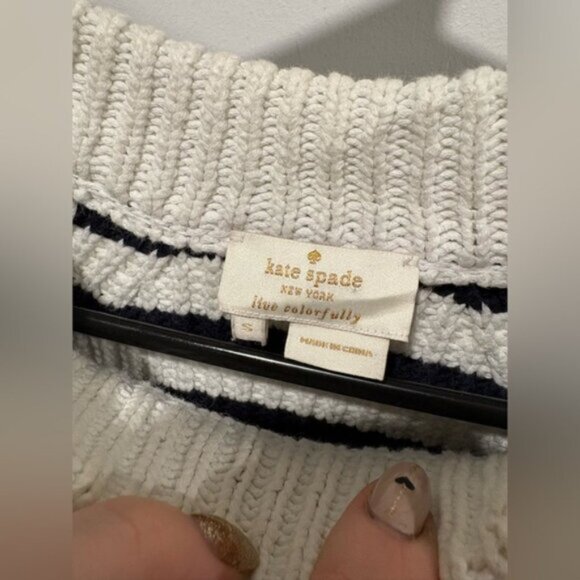 kate spade
NEW YORK
live colorfully
S
MADE IN CHINA